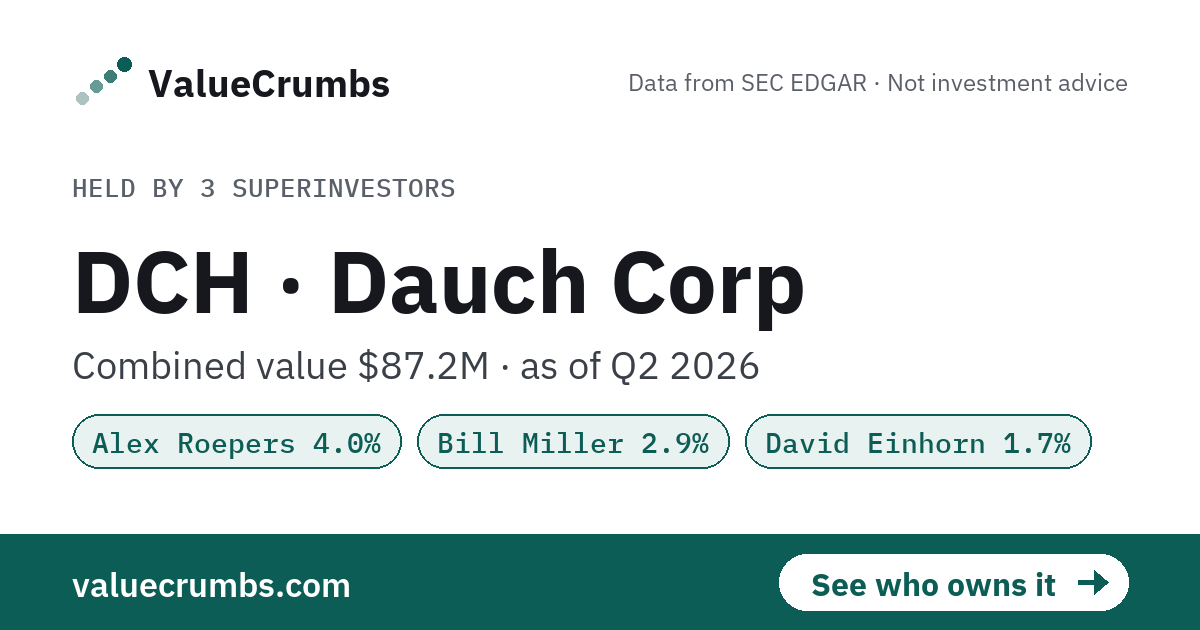 ValueCrumbs
Data from SEC EDGAR · Not investment advice
HELD BY 3 SUPERINVESTORS
DCH · Dauch Corp
Combined value $87.2M · as of Q2 2026
Alex Roepers 4.0% Bill Miller 2.9% David Einhorn 1.7%
valuecrumbs.com
See who owns it →